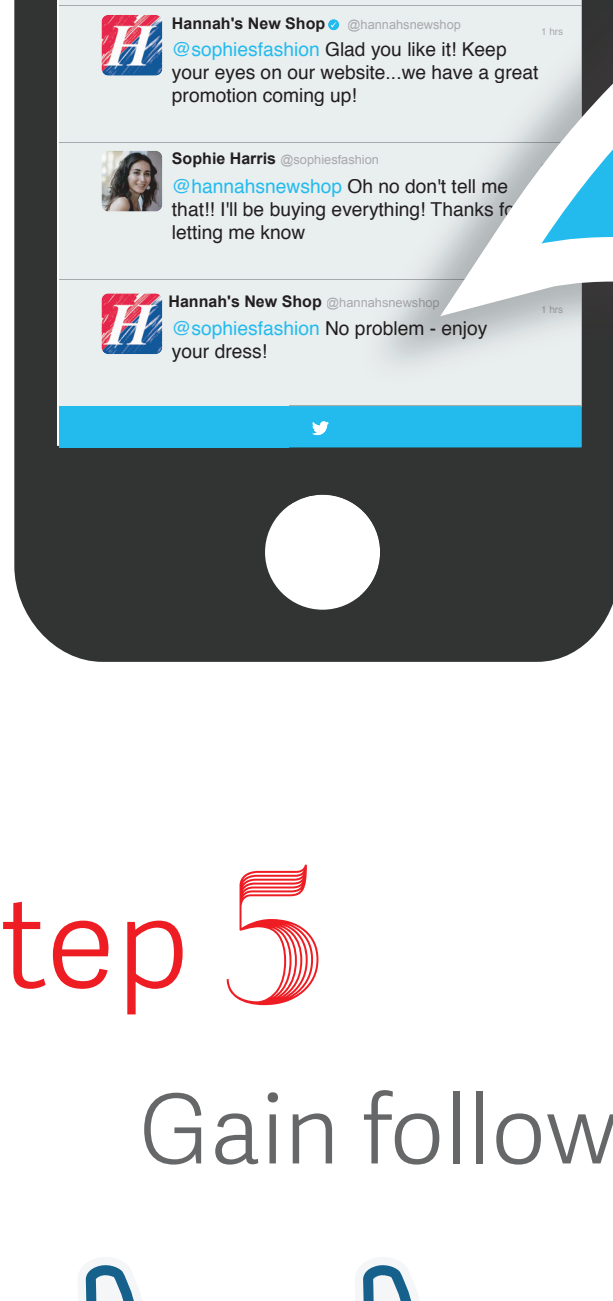 Hannah's New Shop @hannahsnewshop 1 hrs
@sophiesfashion Glad you like it! Keep
your eyes on our website...we have a great
promotion coming up!
Sophie Harris @sophiesfashion
@hannahsnewshop Oh no don't tell me
that!! I'll be buying everything! Thanks fo
letting me know
Hannah's New Shop @hannahsnewshop 1 hrs
@sophiesfashion No problem - enjoy
your dress!
tep 5
Gain follow